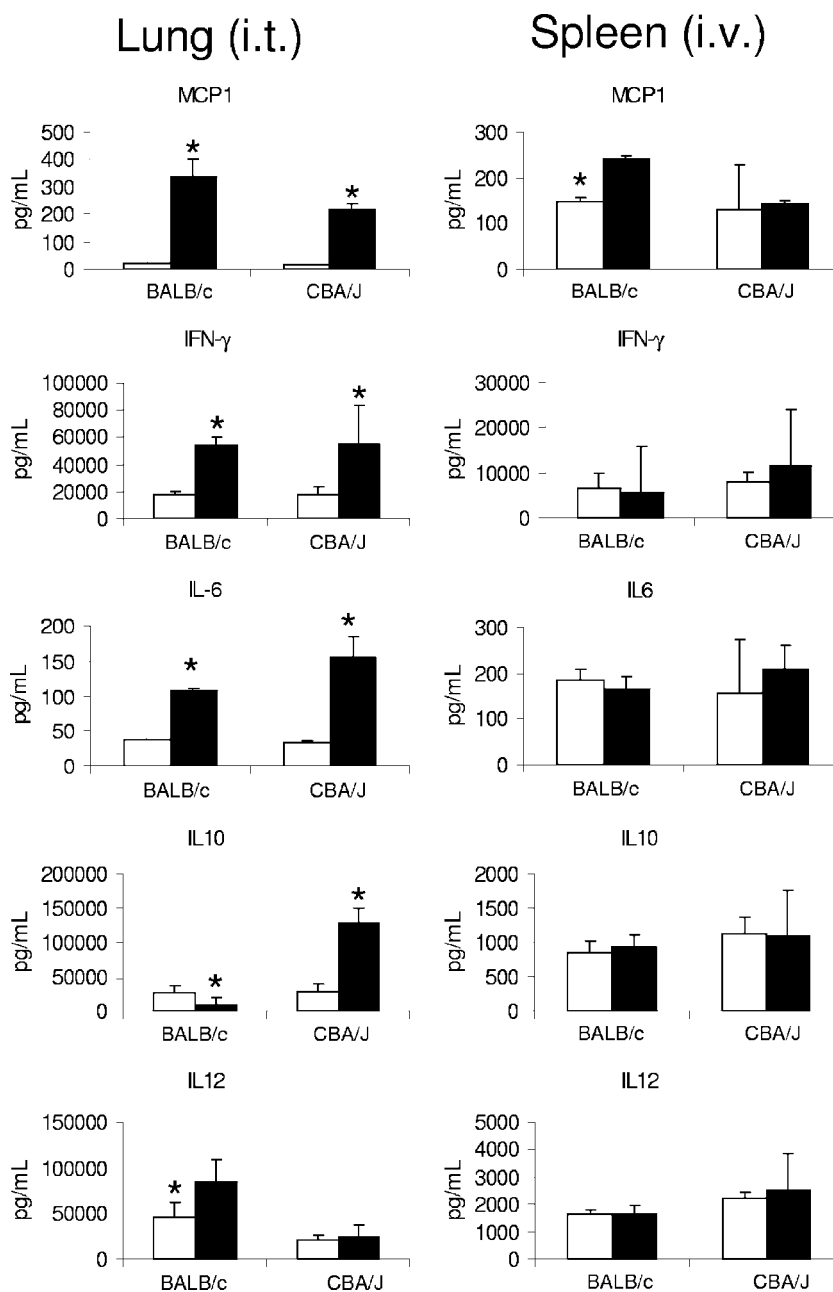 Lung (i.t.)
MCP1
pg/mL
500
400
300
200
100
0
*
*
BALB/c
CBA/J
IFN-γ
pg/mL
100000
80000
60000
40000
20000
0
*
*
BALB/c
CBA/J
IL-6
pg/mL
200
150
100
50
0
*
*
BALB/c
CBA/J
IL10
pg/mL
200000
150000
100000
50000
0
*
*
BALB/c
CBA/J
IL12
pg/mL
150000
100000
50000
0
*
BALB/c
CBA/J
Spleen (i.v.)
MCP1
pg/mL
300
200
100
0
*
BALB/c
CBA/J
IFN-γ
pg/mL
30000
20000
10000
0
BALB/c
CBA/J
IL6
pg/mL
300
200
100
0
BALB/c
CBA/J
IL10
pg/mL
2000
1500
1000
500
0
BALB/c
CBA/J
IL12
pg/mL
5000
4000
3000
2000
1000
0
BALB/c
CBA/J